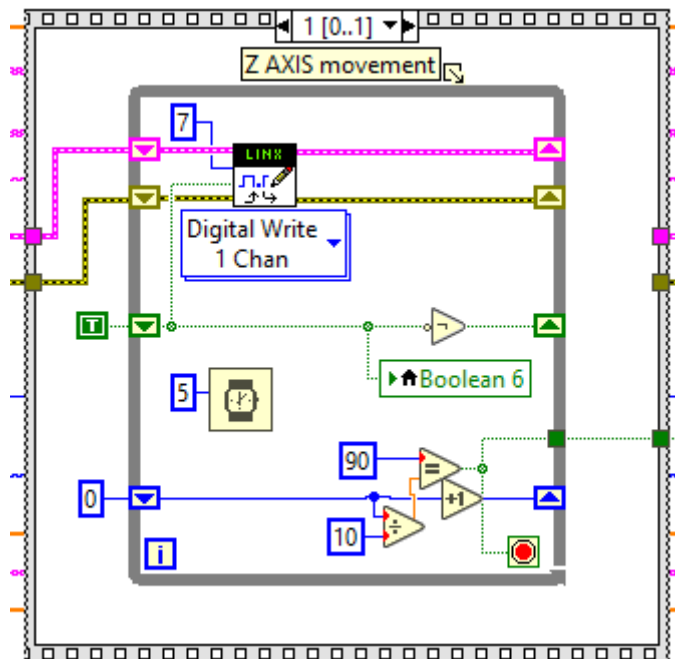 1 [0..1]
Z AXIS movement
7
LINX
Digital Write
1 Chan
T
Boolean 6
5
90
=
0
+1
÷
10
i